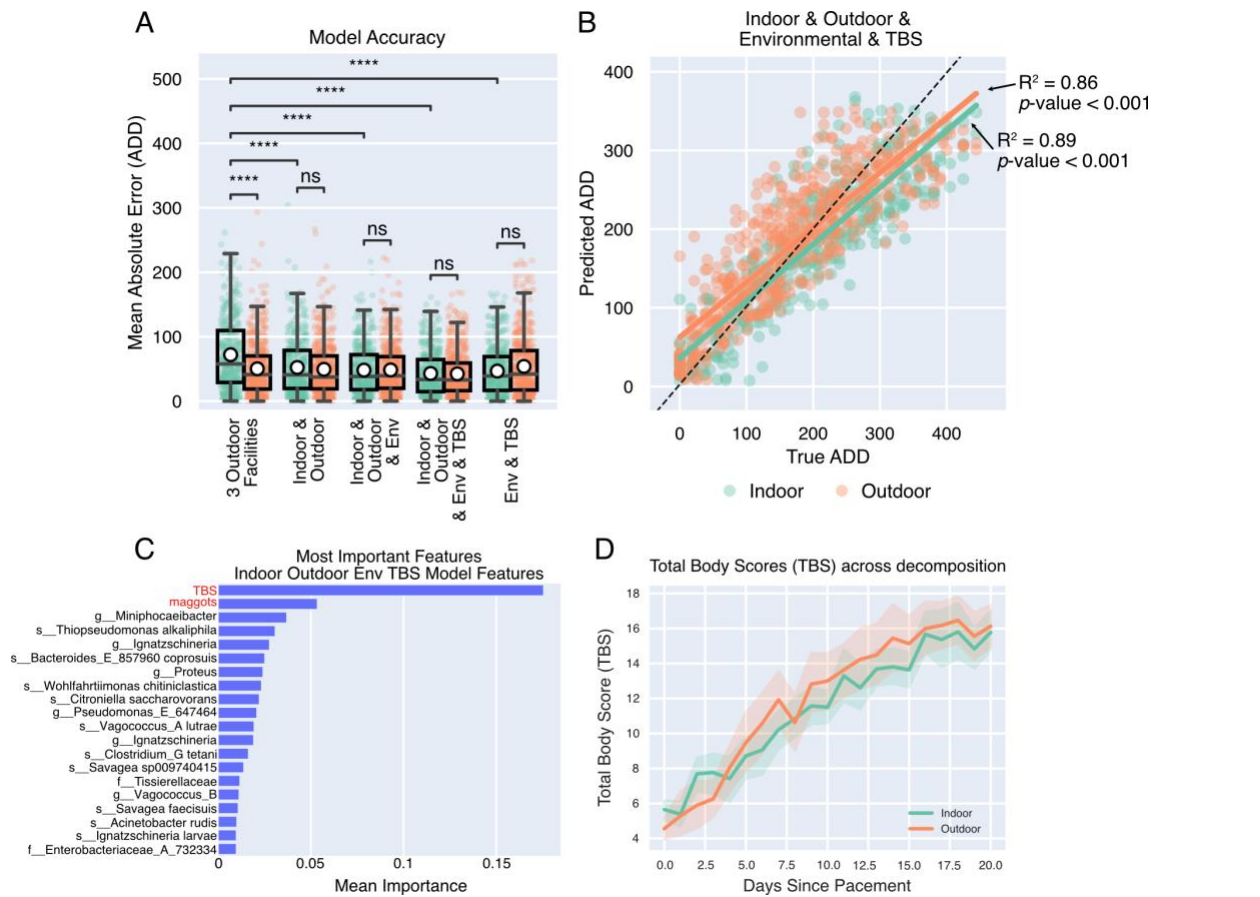 A
Model Accuracy
Mean Absolute Error (ADD)
500
400
300
200
100
0
****
****
****
****
****
ns
ns
ns
ns
3 Outdoor
Facilities
Indoor &
Outdoor
Indoor &
Outdoor
& Env
Indoor &
Outdoor
& Env & TBS
Env & TBS
B
Indoor & Outdoor &
Environmental & TBS
Predicted ADD
400
300
200
100
0
R² = 0.86
p-value < 0.001
R² = 0.89
p-value < 0.001
0 100 200 300 400
True ADD
Indoor Outdoor
C
Most Important Features
Indoor Outdoor Env TBS Model Features
TBS
maggots
g__Miniphocaeibacter
s__Thiopseudomonas alkaliphila
g__Ignatzschineria
s__Bacteroides_E_857960 coprosuis
g__Proteus
s__Wohlfahrtiimonas chitiniclastica
s__Citroniella saccharovorans
g__Pseudomonas_E_647464
s__Vagococcus_A lutrae
g__Ignatzschineria
s__Clostridium_G tetani
s__Savagea sp009740415
f__Tissierellaceae
g__Vagococcus_B
s__Savagea faecisuis
s__Acinetobacter rudis
s__Ignatzschineria larvae
f__Enterobacteriaceae_A_732334
0 0.05 0.1 0.15
Mean Importance
D
Total Body Scores (TBS) across decomposition
Total Body Score (TBS)
18
16
14
12
10
8
6
4
Indoor
Outdoor
0.0 2.5 5.0 7.5 10.0 12.5 15.0 17.5 20.0
Days Since Pacement